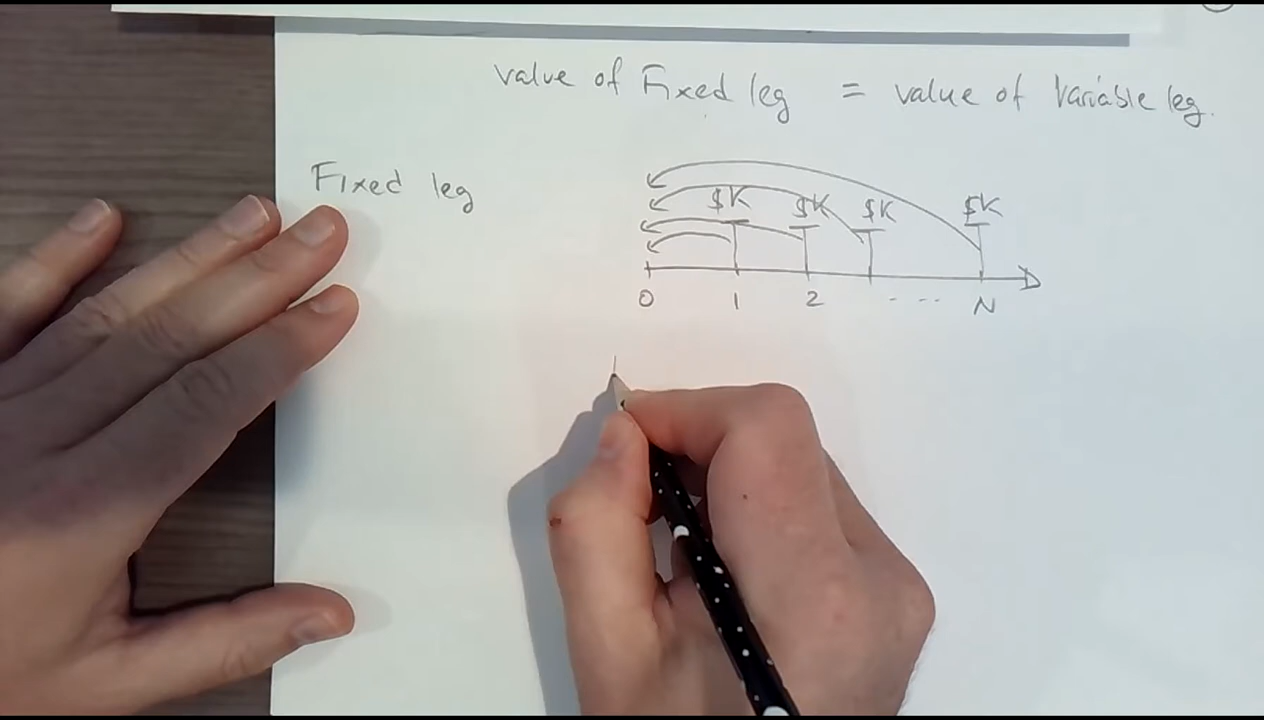 value of Fixed leg = value of Variable leg.
Fixed leg
$K $K $K $K
0 1 2 ... N